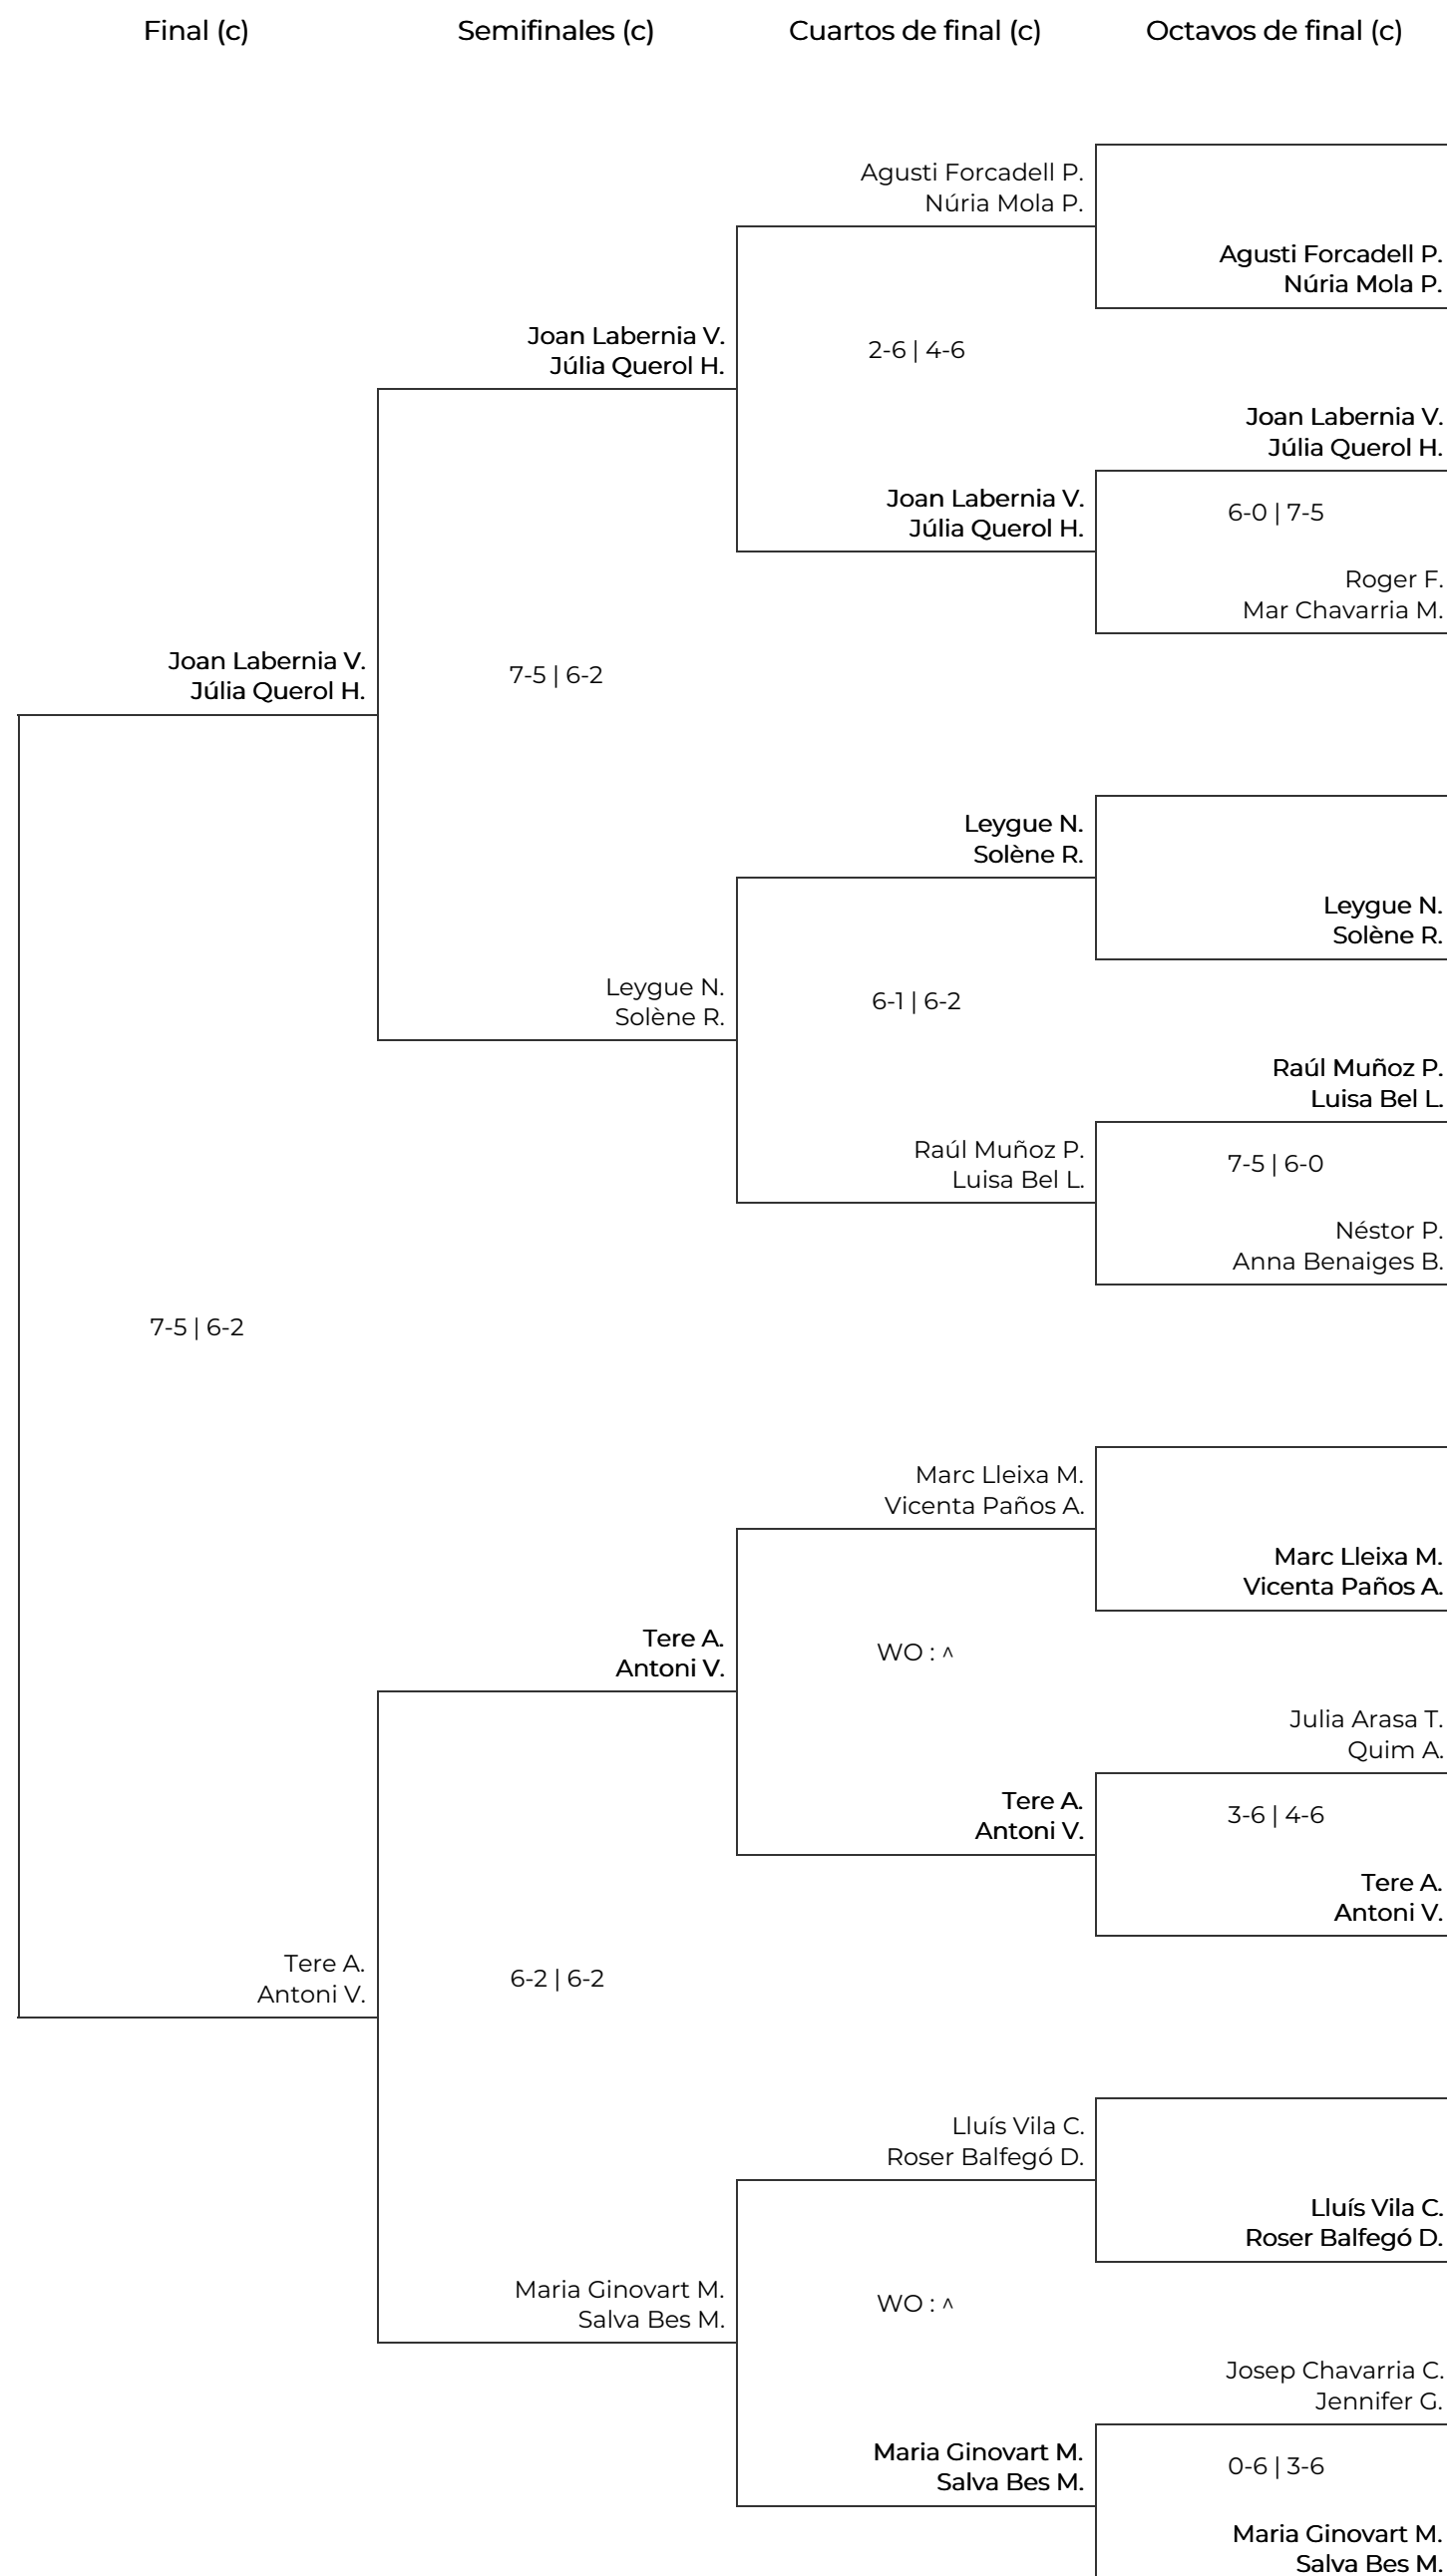 Final (c)
Semifinales (c)
Cuartos de final (c)
Octavos de final (c)
Agusti Forcadell P.
Núria Mola P.
Agusti Forcadell P.
Núria Mola P.
Joan Labernia V.
Júlia Querol H.
2-6 | 4-6
Joan Labernia V.
Júlia Querol H.
Joan Labernia V.
Júlia Querol H.
6-0 | 7-5
Roger F.
Mar Chavarria M.
Joan Labernia V.
Júlia Querol H.
7-5 | 6-2
Leygue N.
Solène R.
Leygue N.
Solène R.
Leygue N.
Solène R.
6-1 | 6-2
Raúl Muñoz P.
Luisa Bel L.
Raúl Muñoz P.
Luisa Bel L.
7-5 | 6-0
Néstor P.
Anna Benaiges B.
7-5 | 6-2
Marc Lleixa M.
Vicenta Paños A.
Marc Lleixa M.
Vicenta Paños A.
Tere A.
Antoni V.
WO : ^
Julia Arasa T.
Quim A.
Tere A.
Antoni V.
3-6 | 4-6
Tere A.
Antoni V.
Tere A.
Antoni V.
6-2 | 6-2
Lluís Vila C.
Roser Balfegó D.
Lluís Vila C.
Roser Balfegó D.
Maria Ginovart M.
Salva Bes M.
WO : ^
Josep Chavarria C.
Jennifer G.
Maria Ginovart M.
Salva Bes M.
0-6 | 3-6
Maria Ginovart M.
Salva Bes M.